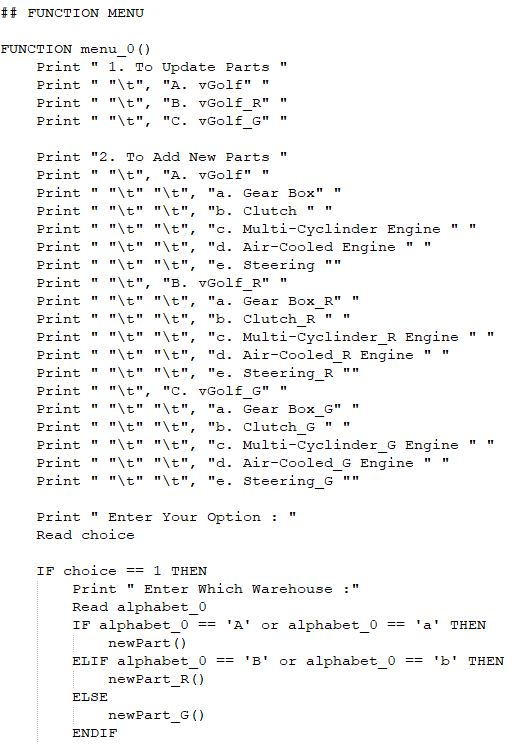 ## FUNCTION MENU
FUNCTION menu_0()
Print " 1. To Update Parts "
Print " "\t", "A. vGolf" "
Print " "\t", "B. vGolf_R" "
Print " "\t", "C. vGolf_G" "
Print "2. To Add New Parts "
Print " "\t", "A. vGolf" "
Print " "\t" "\t", "a. Gear Box" "
Print " "\t" "\t", "b. Clutch " "
Print " "\t" "\t", "c. Multi-Cyclinder Engine " "
Print " "\t" "\t", "d. Air-Cooled Engine " "
Print " "\t" "\t", "e. Steering ""
Print " "\t", "B. vGolf_R" "
Print " "\t" "\t", "a. Gear Box_R" "
Print " "\t" "\t", "b. Clutch_R " "
Print " "\t" "\t", "c. Multi-Cyclinder_R Engine " "
Print " "\t" "\t", "d. Air-Cooled_R Engine " "
Print " "\t" "\t", "e. Steering_R ""
Print " "\t", "C. vGolf_G" "
Print " "\t" "\t", "a. Gear Box_G" "
Print " "\t" "\t", "b. Clutch_G " "
Print " "\t" "\t", "c. Multi-Cyclinder_G Engine " "
Print " "\t" "\t", "d. Air-Cooled_G Engine " "
Print " "\t" "\t", "e. Steering_G ""
Print " Enter Your Option : "
Read choice
IF choice == 1 THEN
Print " Enter Which Warehouse :"
Read alphabet_0
IF alphabet_0 == 'A' or alphabet_0 == 'a' THEN
newPart()
ELIF alphabet_0 == 'B' or alphabet_0 == 'b' THEN
newPart_R()
ELSE
newPart_G()
ENDIF